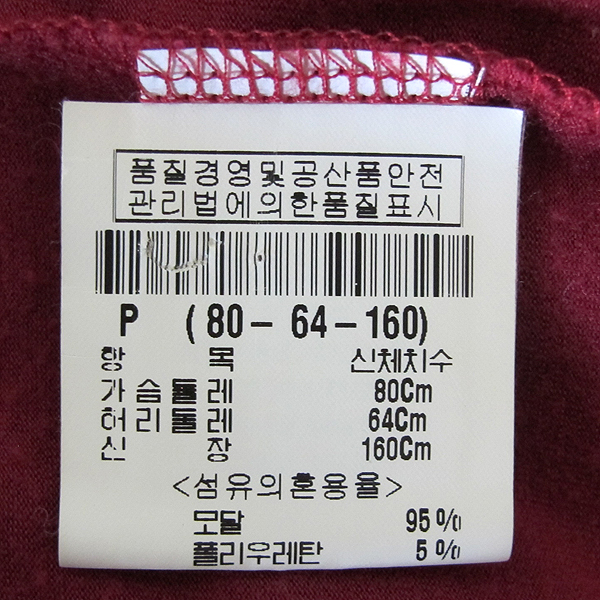 품질경영및공산품안전
관리법에의한품질표시
P (80-64-160)
항 목 신체치수
가슴둘레 80Cm
허리둘레 64Cm
신 장 160Cm
<섬유의혼용율>
모달 95%
폴리우레탄 5%